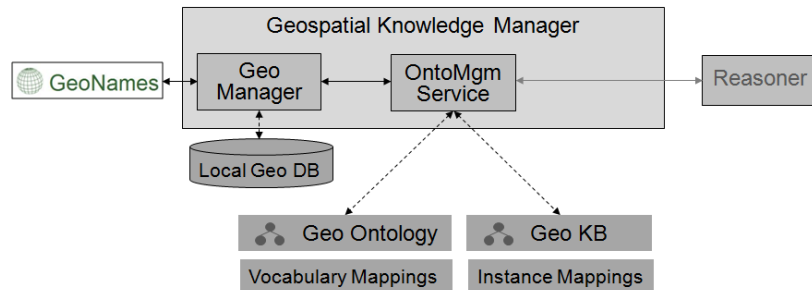 Geospatial Knowledge Manager
GeoNames
Geo
Manager
OntoMgm
Service
Reasoner
Local Geo DB
Geo Ontology
Geo KB
Vocabulary Mappings
Instance Mappings